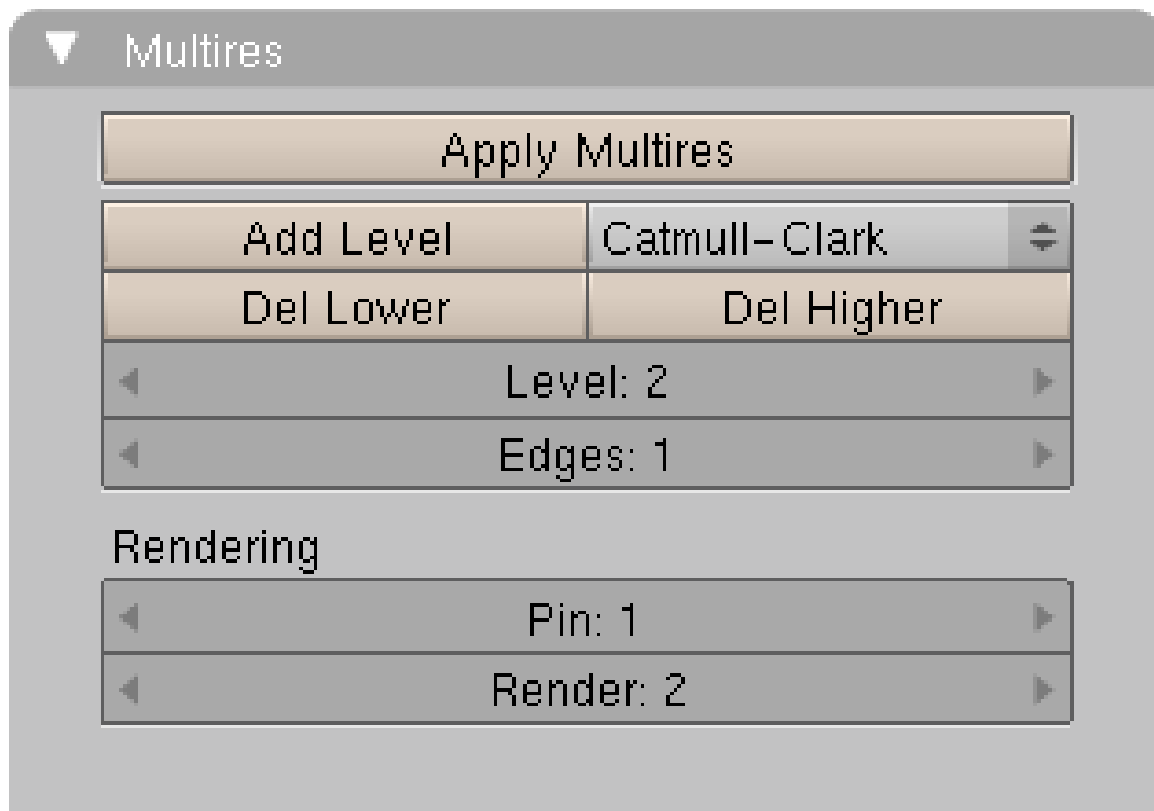 Multires
Apply Multires
Add Level Catmull-Clark
Del Lower Del Higher
Level: 2
Edges: 1
Rendering
Pin: 1
Render: 2